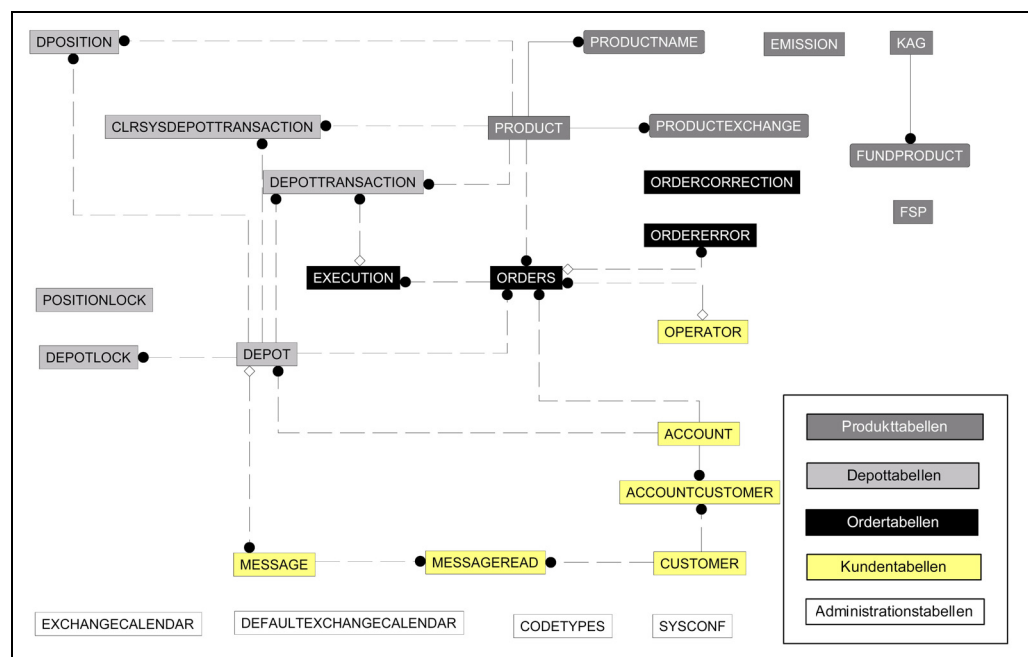 DPOSITION
PRODUCTNAME
EMISSION
KAG
CLRSYSDEPOTTRANSACTION
PRODUCT
PRODUCTEXCHANGE
FUNDPRODUCT
DEPOTTRANSACTION
ORDERCORRECTION
FSP
ORDERERROR
EXECUTION
ORDERS
POSITIONLOCK
OPERATOR
DEPOTLOCK
DEPOT
ACCOUNT
ACCOUNTCUSTOMER
MESSAGE
MESSAGEREAD
CUSTOMER
EXCHANGECALENDAR
DEFAULTEXCHANGECALENDAR
CODETYPES
SYSCONF
Produkttabellen
Depottabellen
Ordertabellen
Kundentabellen
Administrationstabellen